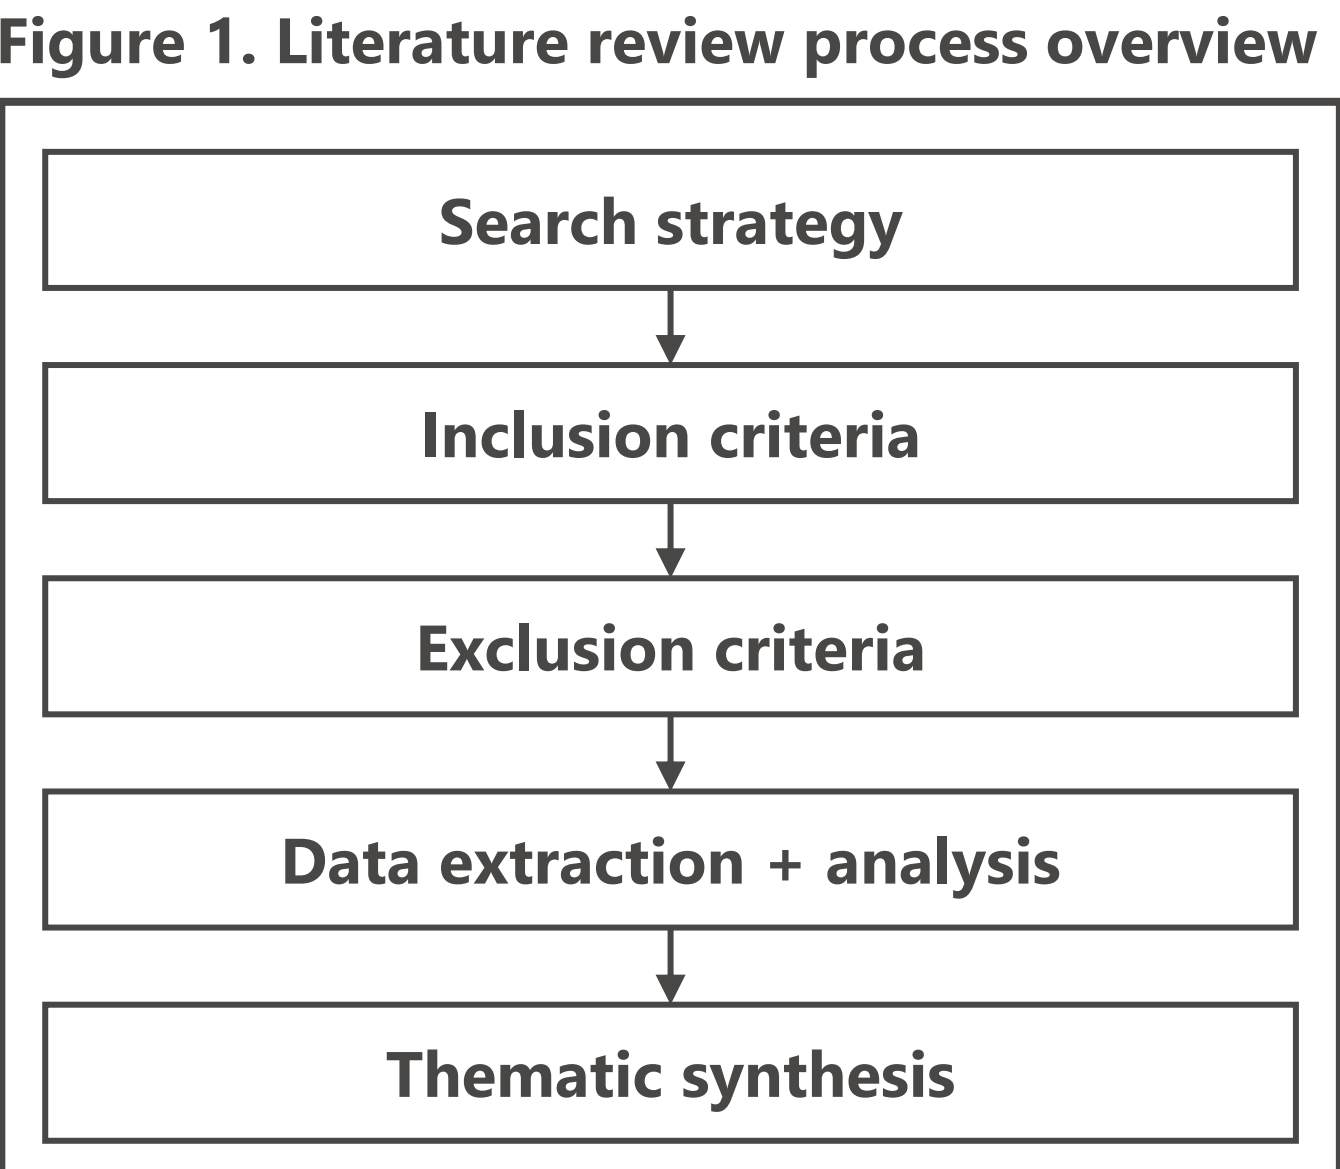 Figure 1. Literature review process overview
Search strategy
Inclusion criteria
Exclusion criteria
Data extraction + analysis
Thematic synthesis